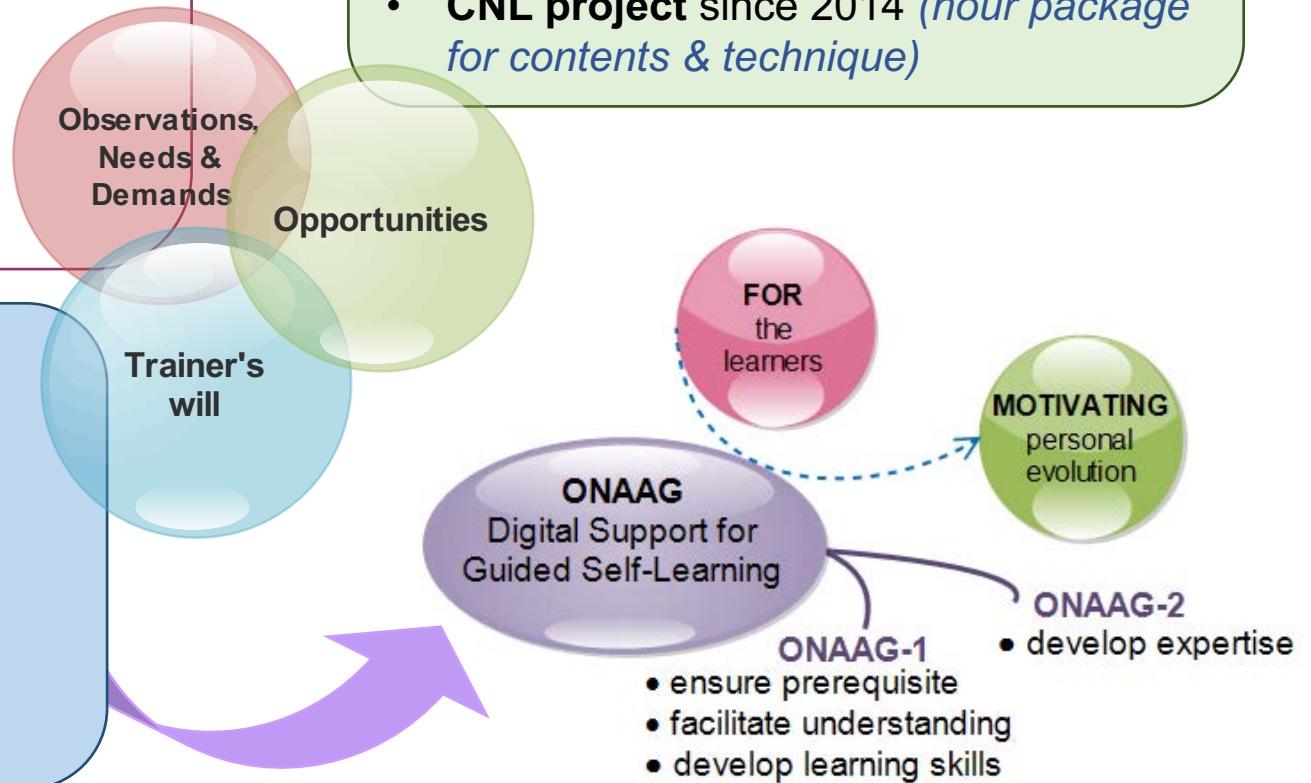 • CNL project since 2014 (hour package
for contents & technique)
Observations,
Needs &
Demands
Opportunities
Trainer's
will
FOR
the
learners
MOTIVATING
personal
evolution
ONAAG
Digital Support for
Guided Self-Learning
ONAAG-2
• develop expertise
ONAAG-1
• ensure prerequisite
• facilitate understanding
• develop learning skills